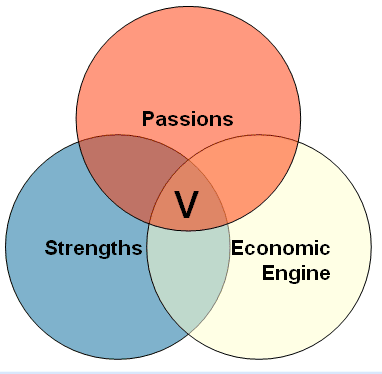 Passions
V
Strengths
Economic
Engine